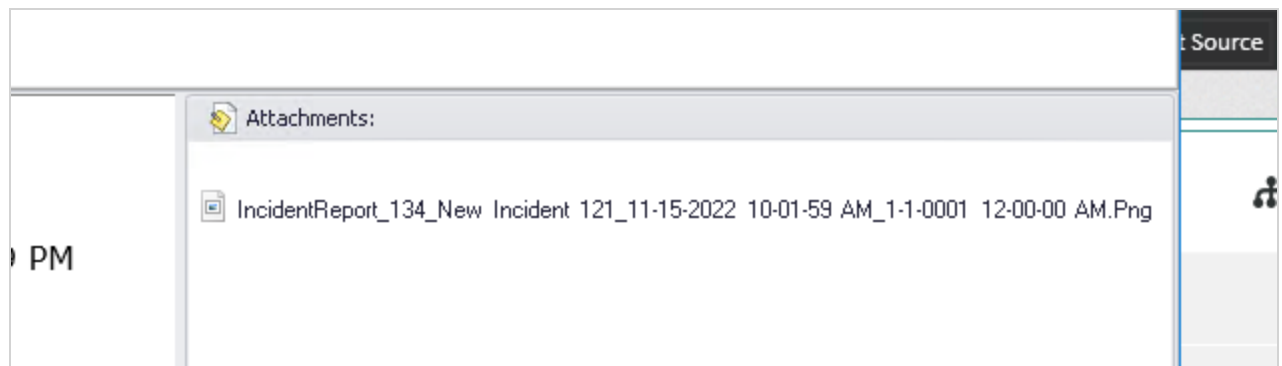 t Source
Attachments:
IncidentReport_134_New Incident 121_11-15-2022 10-01-59 AM_1-1-0001 12-00-00 AM.Png
PM